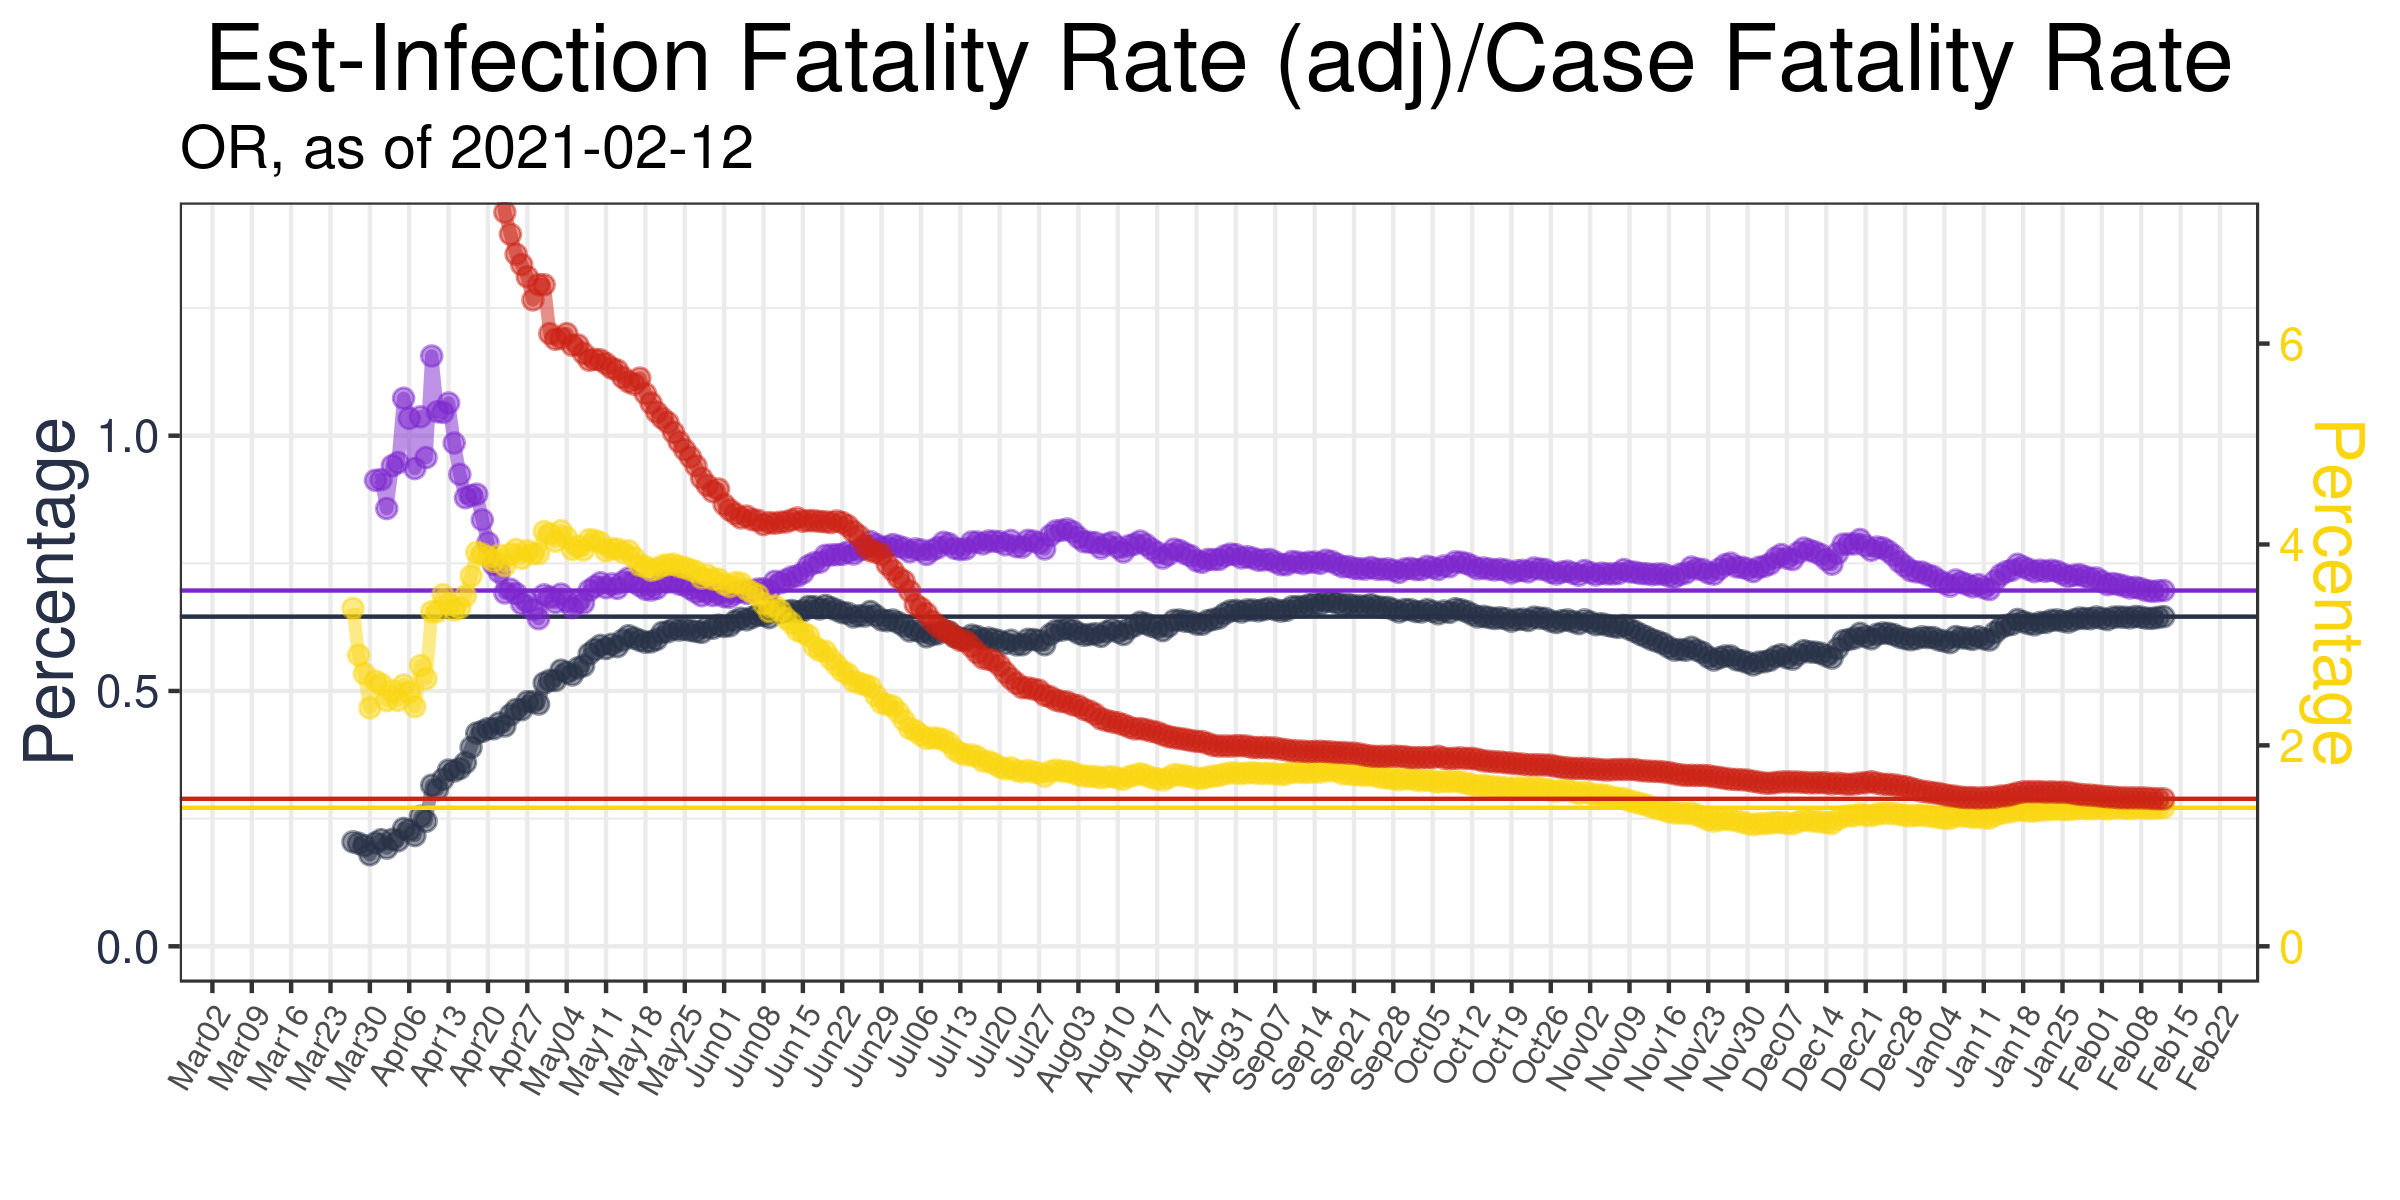 Est-Infection Fatality Rate (adj)/Case Fatality Rate
OR, as of 2021-02-12
Percentage
1.0
0.5
0.0
6
4
2
0
Percentage
Mar02
Mar09
Mar16
Mar23
Mar30
Apr06
Apr13
Apr20
Apr27
May04
May11
May18
May25
Jun01
Jun08
Jun15
Jun22
Jun29
Jul06
Jul13
Jul20
Jul27
Aug03
Aug10
Aug17
Aug24
Aug31
Sep07
Sep14
Sep21
Sep28
Oct05
Oct12
Oct19
Oct26
Nov02
Nov09
Nov16
Nov23
Nov30
Dec07
Dec14
Dec21
Dec28
Jan04
Jan11
Jan18
Jan25
Feb01
Feb08
Feb15
Feb22